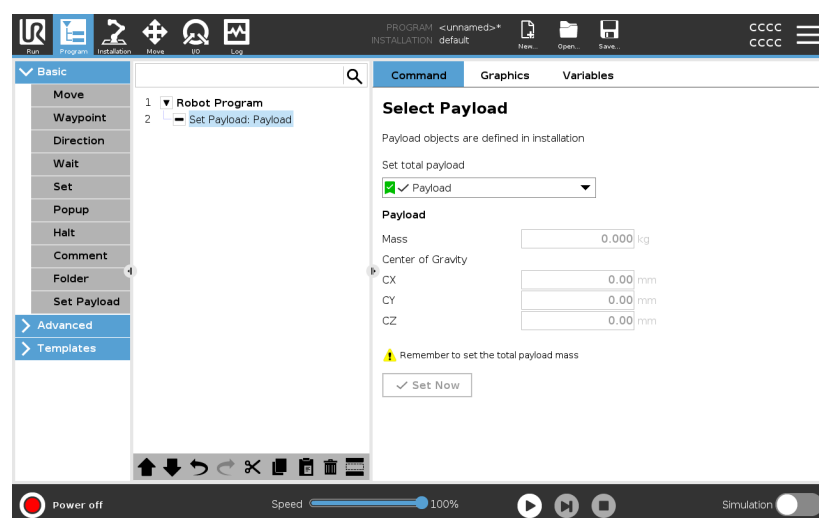 UR
PROGRAM <unnamed>*
INSTALLATION default
cccc
cccc
Run Program Installation Move I/O Log New... Open... Save...
Basic
Move
Waypoint
Direction
Wait
Set
Popup
Halt
Comment
Folder
Set Payload
Advanced
Templates
1 Robot Program
2 Set Payload: Payload
Command Graphics Variables
Select Payload
Payload objects are defined in installation
Set total payload
Payload
Payload
Mass 0.000 kg
Center of Gravity
CX 0.00 mm
CY 0.00 mm
CZ 0.00 mm
Remember to set the total payload mass
Set Now
Power off Speed 100% Simulation